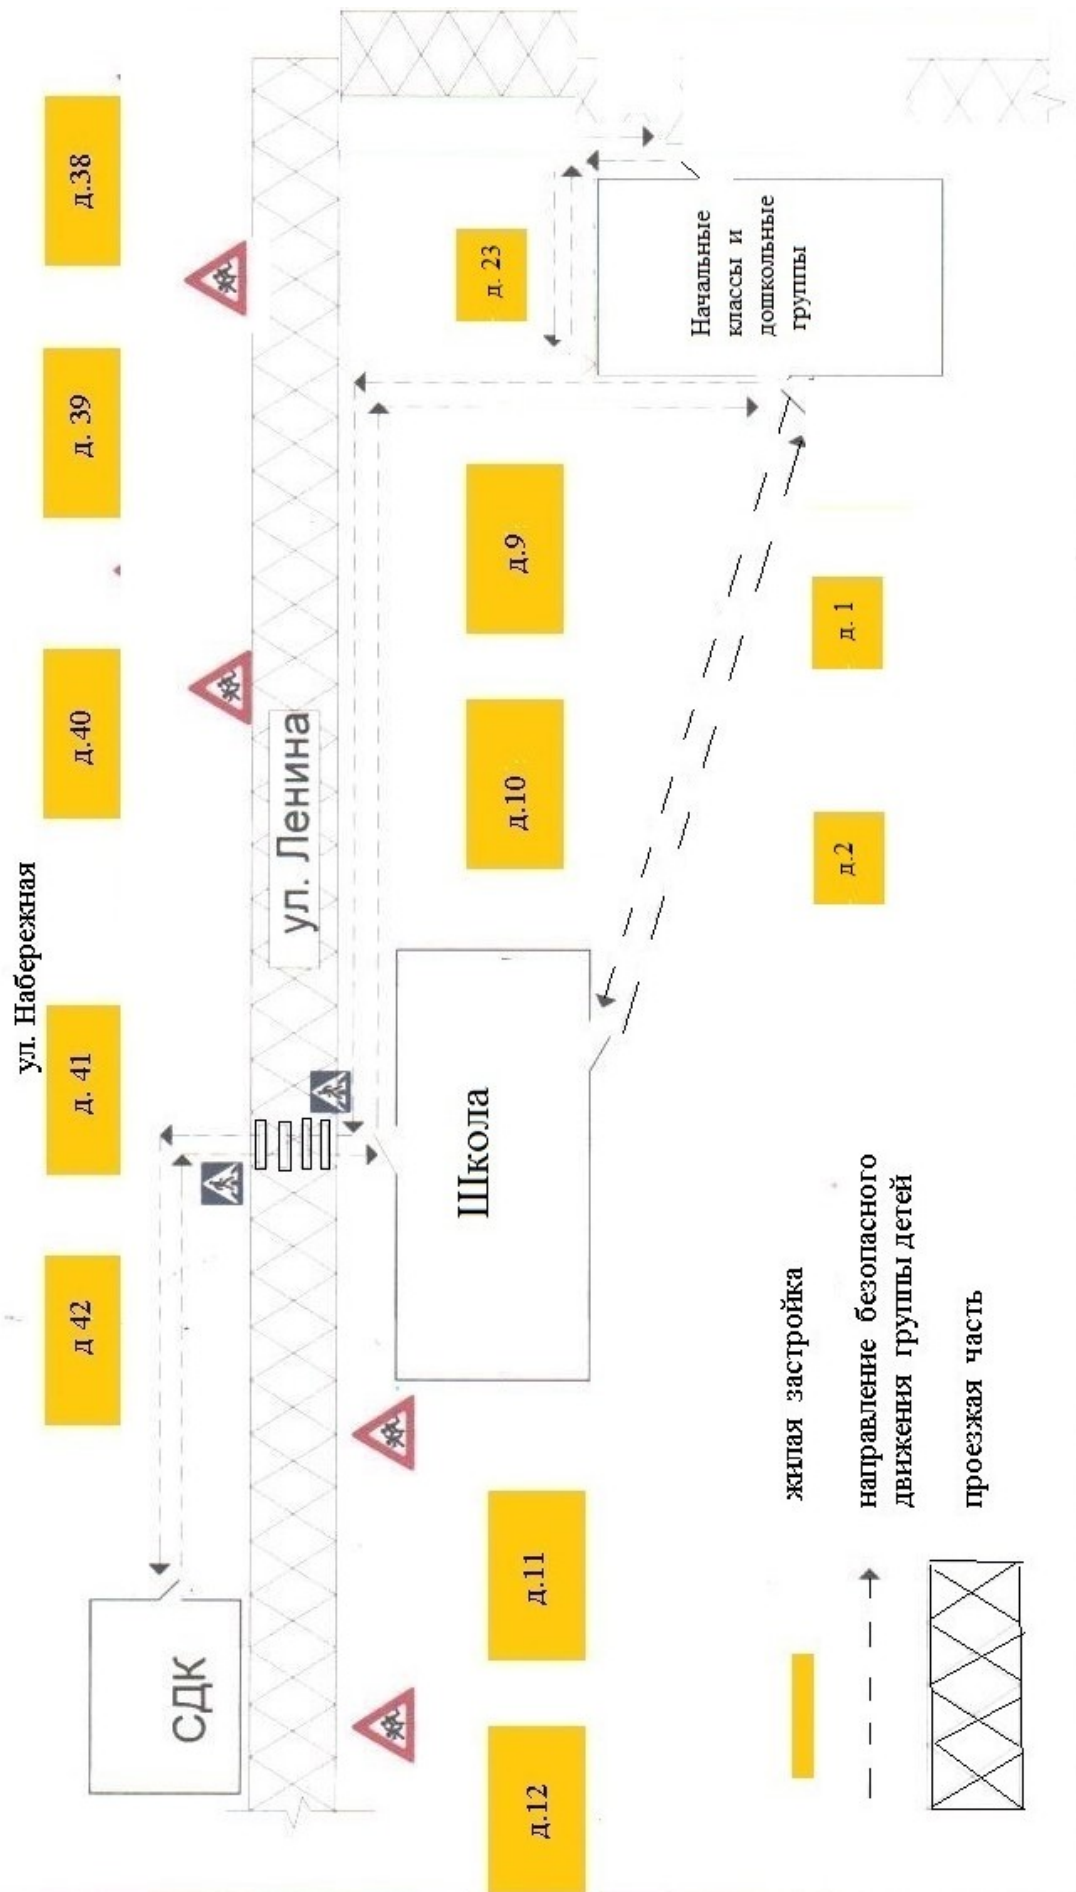 ул. Набережная
д 42
д. 41
д.40
д. 39
д.38
СДК
ул. Ленина
Школа
д.12
д.11
д.10
д.9
д. 23
Начальные
классы и
дошкольные
группы
д.2
д. 1
жилая застройка
направление безопасного
движения группы детей
проезжая часть